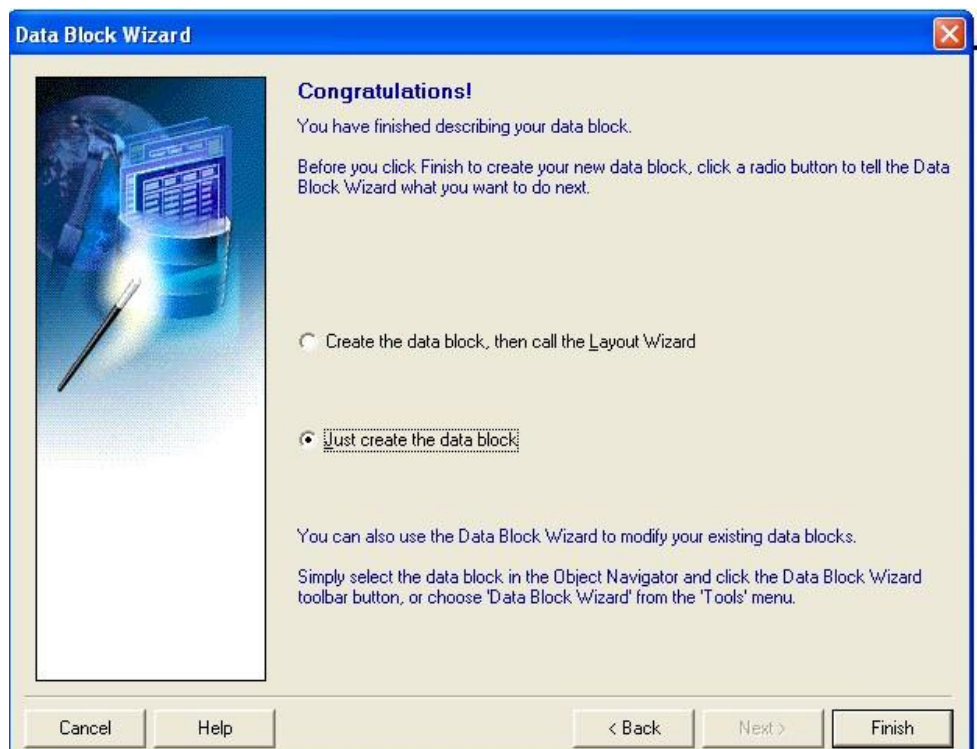 Data Block Wizard
Congratulations!
You have finished describing your data block.
Before you click Finish to create your new data block, click a radio button to tell the Data
Block Wizard what you want to do next.
Create the data block, then call the Layout Wizard
Just create the data block
You can also use the Data Block Wizard to modify your existing data blocks.
Simply select the data block in the Object Navigator and click the Data Block Wizard
toolbar button, or choose 'Data Block Wizard' from the 'Tools' menu.
Cancel Help < Back Next > Finish